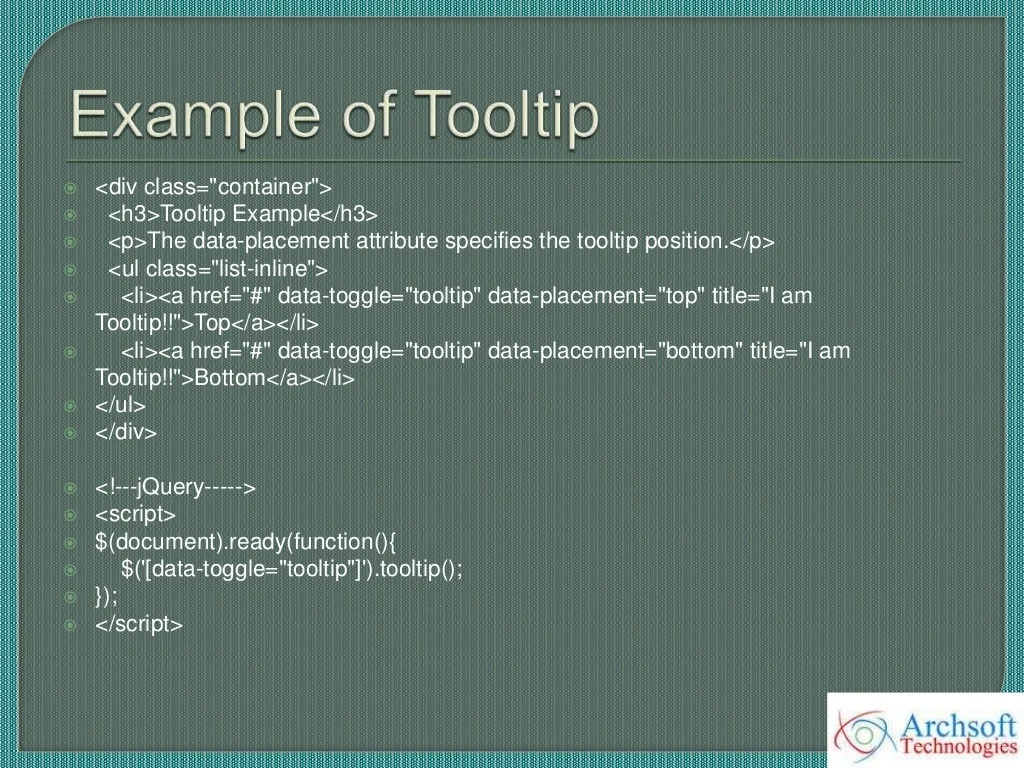 Example of Tooltip
<div class="container">
<h3>Tooltip Example</h3>
<p>The data-placement attribute specifies the tooltip position.</p>
<ul class="list-inline">
<li><a href="#" data-toggle="tooltip" data-placement="top" title="I am
Tooltip!!">Top</a></li>
<li><a href="#" data-toggle="tooltip" data-placement="bottom" title="I am
Tooltip!!">Bottom</a></li>
</ul>
</div>
<!---jQuery----->
<script>
$(document).ready(function(){
$('[data-toggle="tooltip"]').tooltip();
});
</script>
Archsoft
Technologies